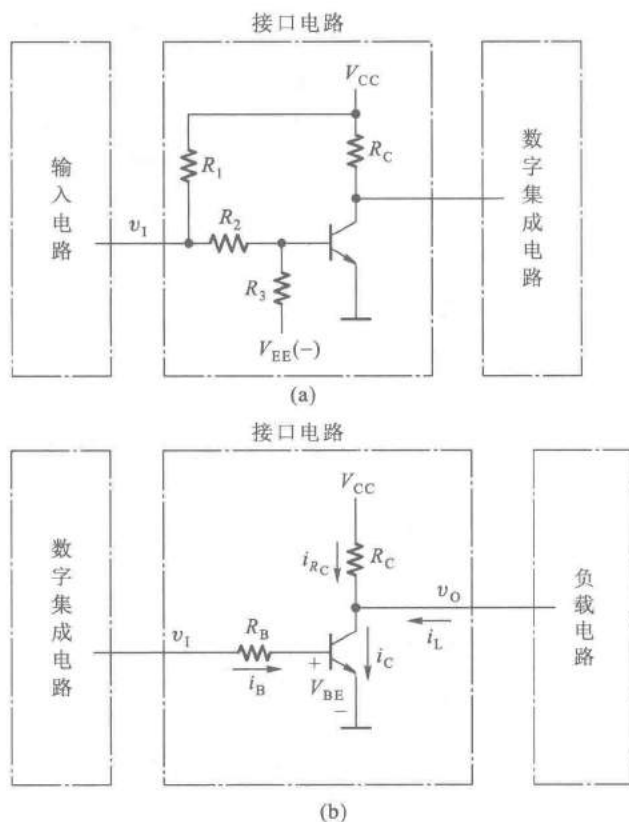 接口电路
V_CC
R_C
R_1
输入电路
数字集成电路
v_I
R_2
R_3
V_EE(-)
(a)
接口电路
V_CC
i_{R_C}
R_C
数字集成电路
负载电路
v_O
v_I
R_B
i_L
i_B
+
V_BE
-
i_C
(b)